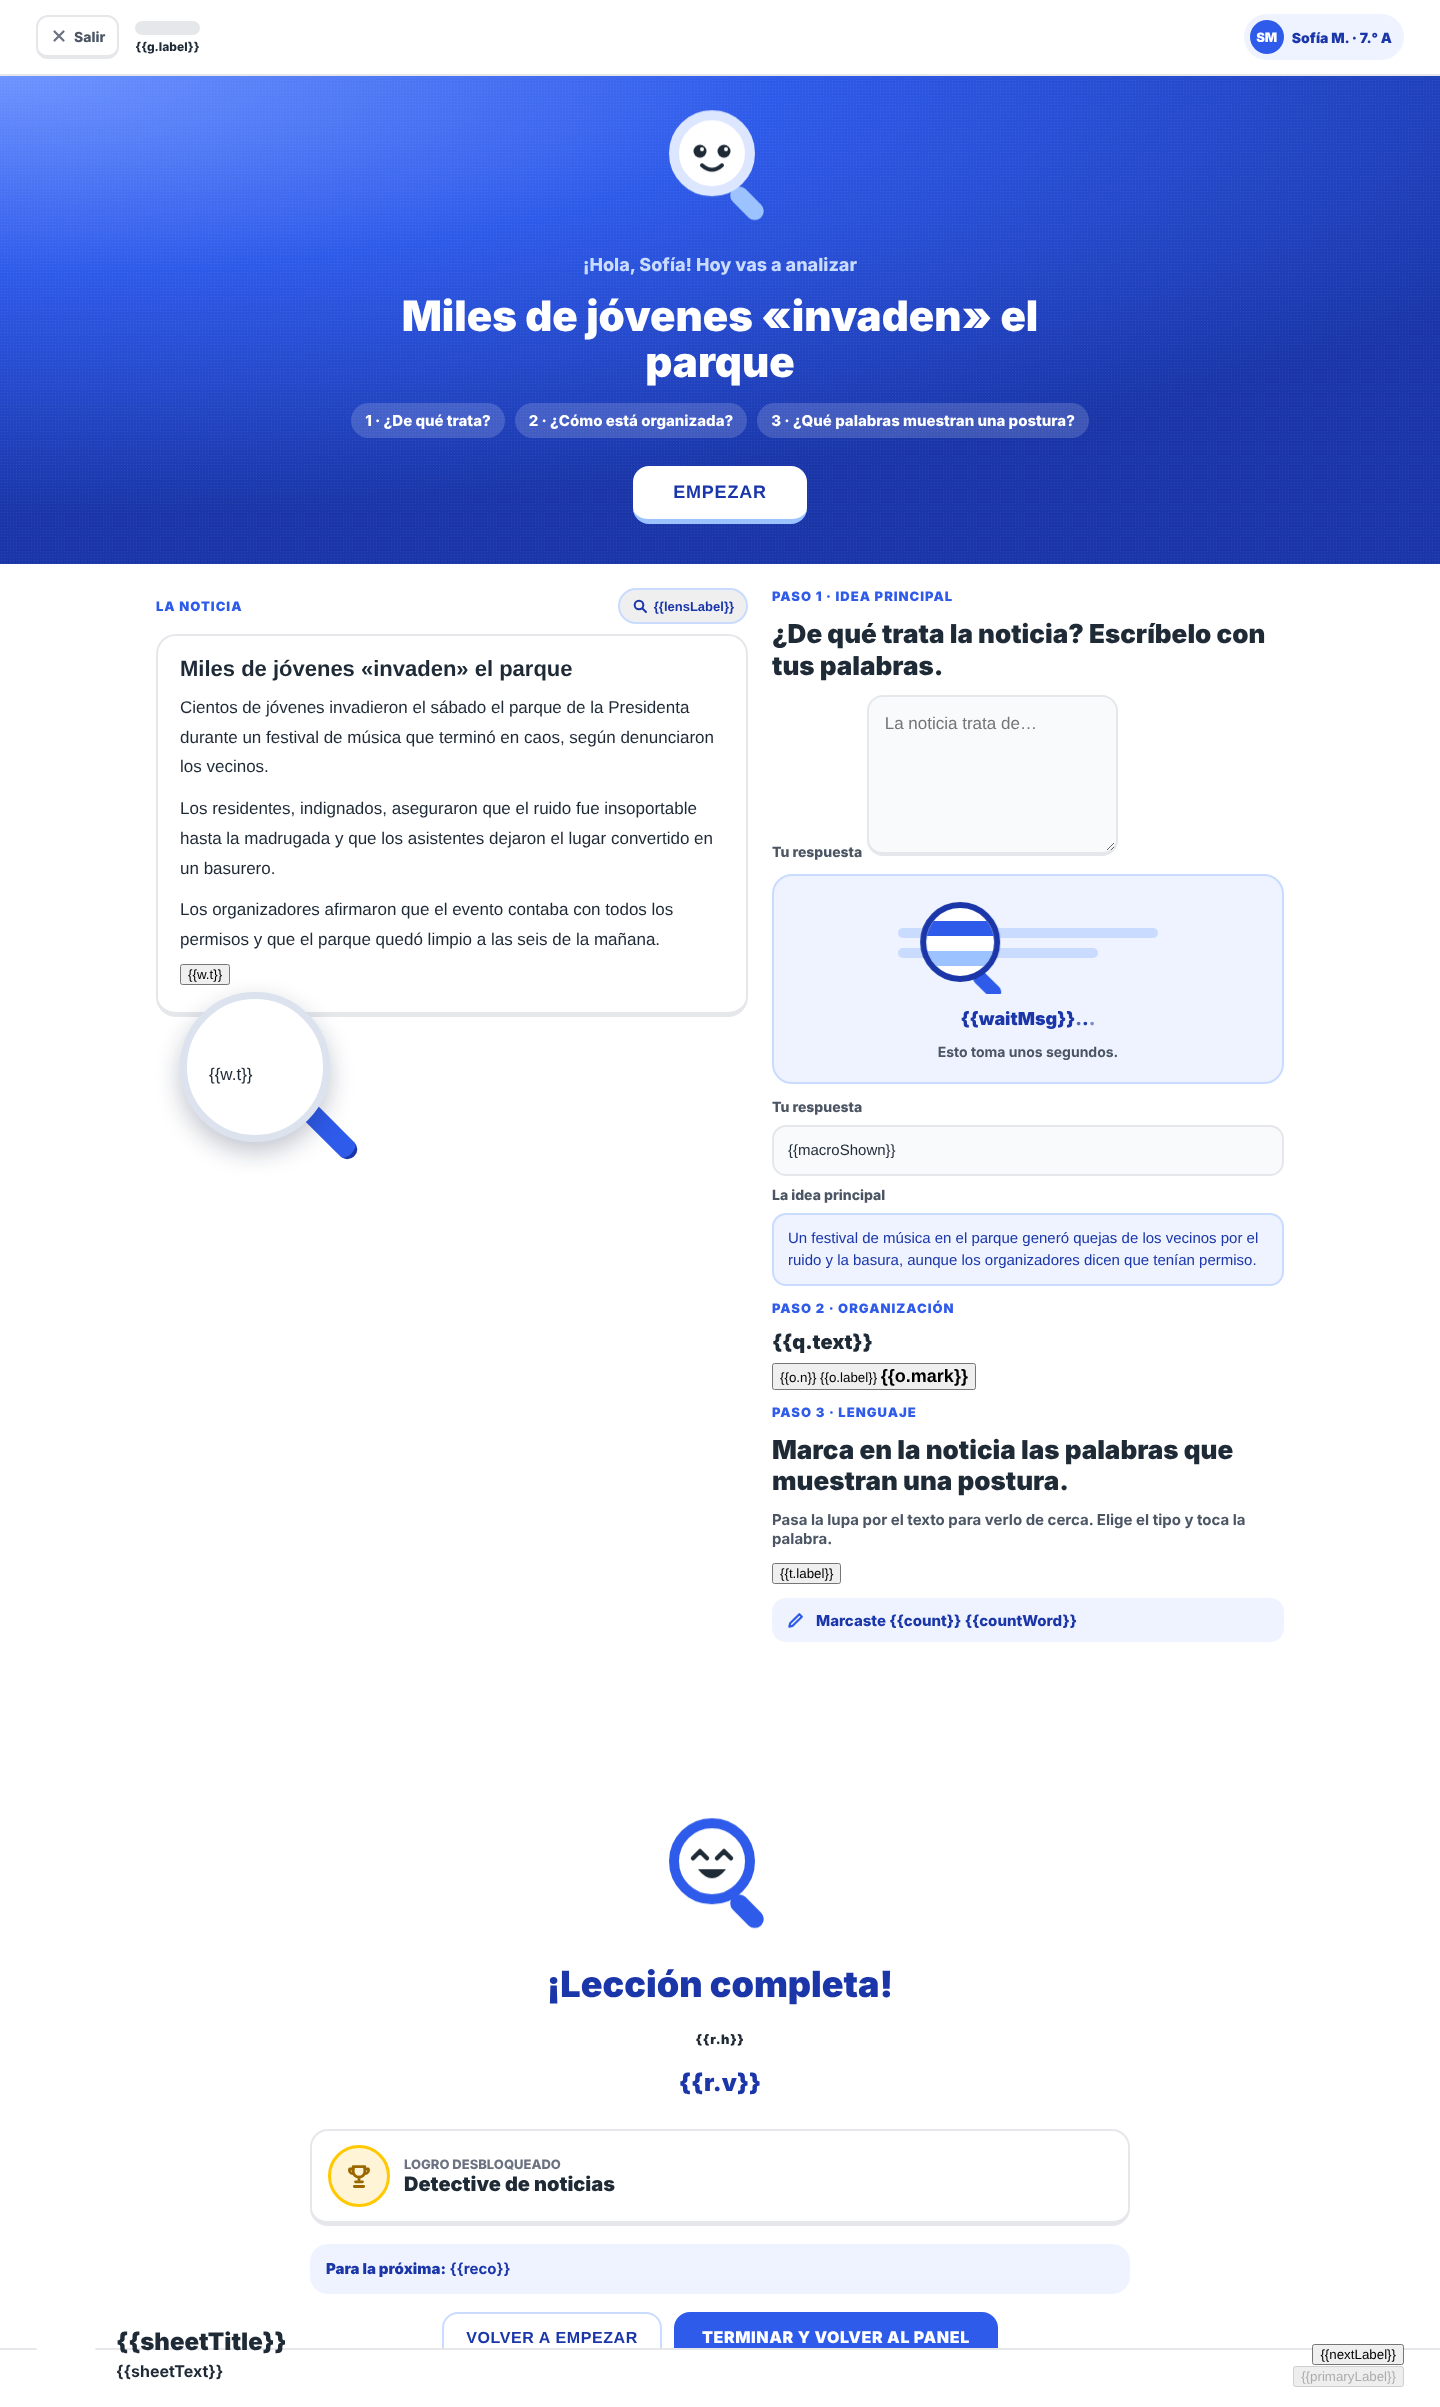 Salir
{{g.label}}
SM
Sofía M. · 7.° A
¡Hola, Sofía! Hoy vas a analizar
Miles de jóvenes «invaden» el
parque
1 · ¿De qué trata?
2 · ¿Cómo está organizada?
3 · ¿Qué palabras muestran una postura?
EMPEZAR
LA NOTICIA
{{lensLabel}}
Miles de jóvenes «invaden» el parque
Cientos de jóvenes invadieron el sábado el parque de la Presidenta
durante un festival de música que terminó en caos, según denunciaron
los vecinos.
Los residentes, indignados, aseguraron que el ruido fue insoportable
hasta la madrugada y que los asistentes dejaron el lugar convertido en
un basurero.
Los organizadores afirmaron que el evento contaba con todos los
permisos y que el parque quedó limpio a las seis de la mañana.
{{w.t}}
{{w.t}}
PASO 1 · IDEA PRINCIPAL
¿De qué trata la noticia? Escríbelo con
tus palabras.
La noticia trata de…
Tu respuesta
{{waitMsg}}...
Esto toma unos segundos.
Tu respuesta
{{macroShown}}
La idea principal
Un festival de música en el parque generó quejas de los vecinos por el
ruido y la basura, aunque los organizadores dicen que tenían permiso.
PASO 2 · ORGANIZACIÓN
{{q.text}}
{{o.n}} {{o.label}} {{o.mark}}
PASO 3 · LENGUAJE
Marca en la noticia las palabras que
muestran una postura.
Pasa la lupa por el texto para verlo de cerca. Elige el tipo y toca la
palabra.
{{t.label}}
Marcaste {{count}} {{countWord}}
¡Lección completa!
{{r.h}}
{{r.v}}
LOGRO DESBLOQUEADO
Detective de noticias
Para la próxima: {{reco}}
VOLVER A EMPEZAR
TERMINAR Y VOLVER AL PANEL
{{sheetTitle}}
{{sheetText}}
{{nextLabel}}
{{primaryLabel}}